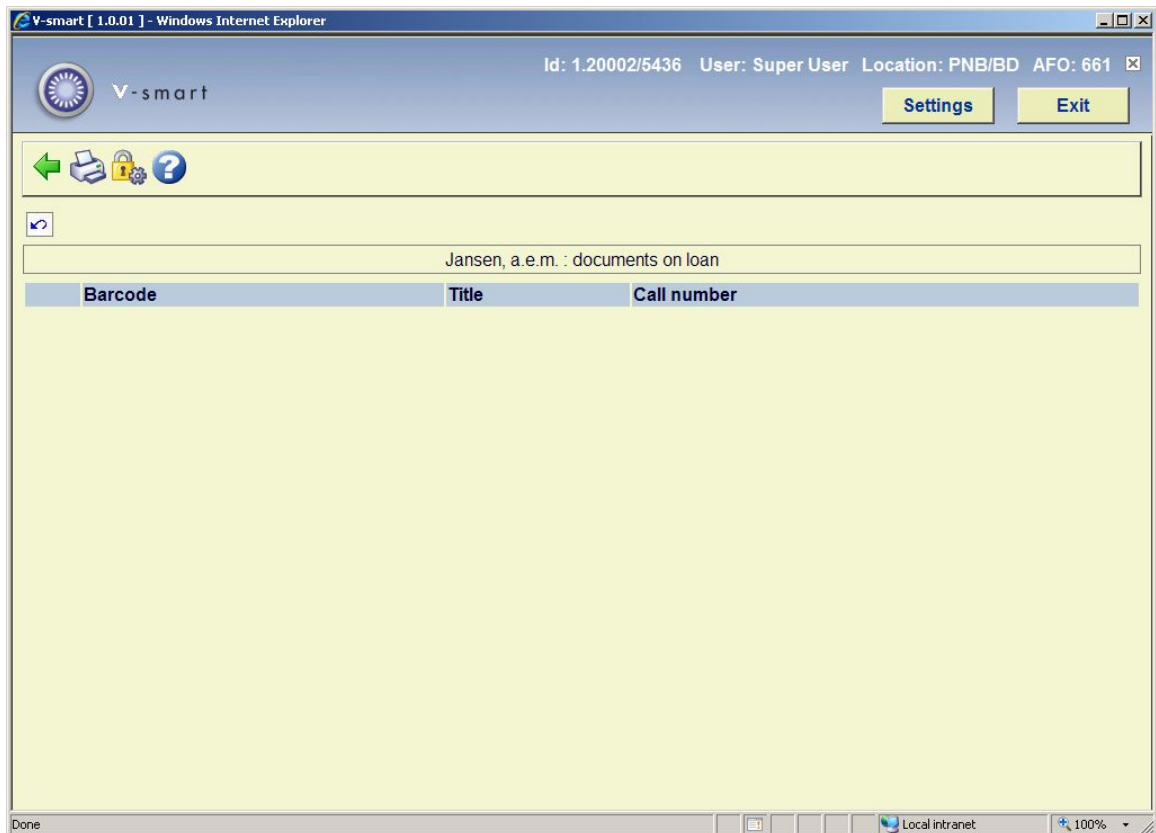 V-smart [ 1.0.01 ] - Windows Internet Explorer
Id: 1.20002/5436 User: Super User Location: PNB/BD AFO: 661
V-smart
Settings Exit
Jansen, a.e.m. : documents on loan
Barcode Title Call number
Done Local intranet 100%